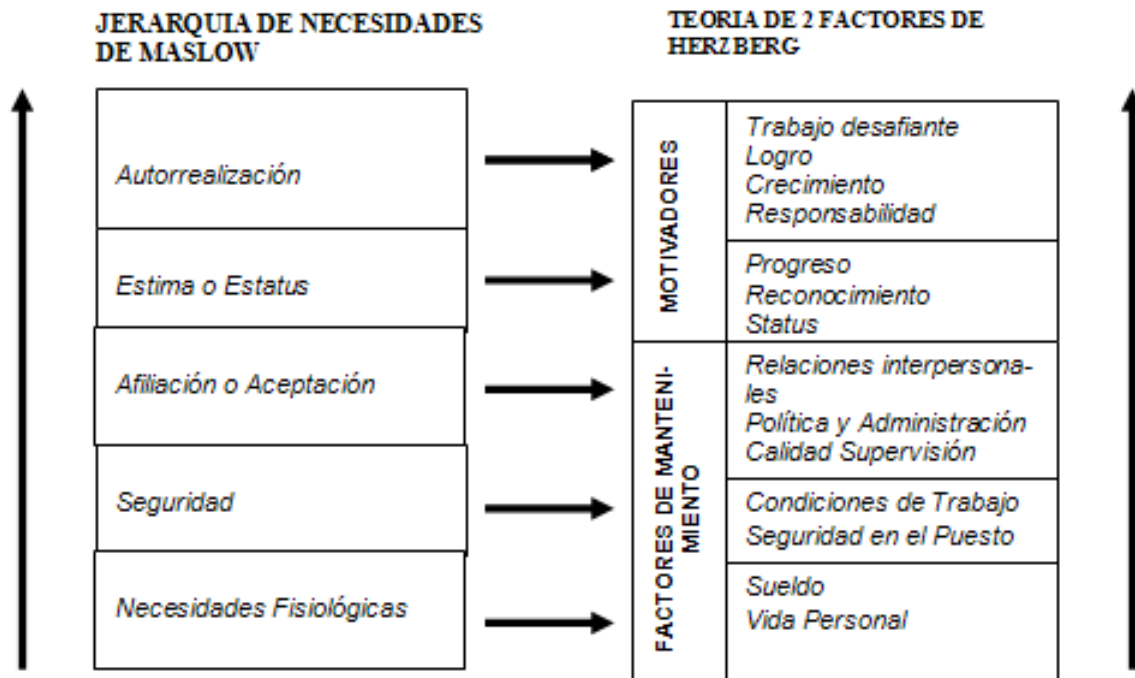 JERARQUIA DE NECESIDADES
DE MASLOW
Autorrealización
Estima o Estatus
Afiliación o Aceptación
Seguridad
Necesidades Fisiológicas
TEORIA DE 2 FACTORES DE
HERZBERG
MOTIVADORES
Trabajo desafiante
Logro
Crecimiento
Responsabilidad
Progreso
Reconocimiento
Status
FACTORES DE MANTENI-
MIENTO
Relaciones interpersona-
les
Política y Administración
Calidad Supervisión
Condiciones de Trabajo
Seguridad en el Puesto
Sueldo
Vida Personal